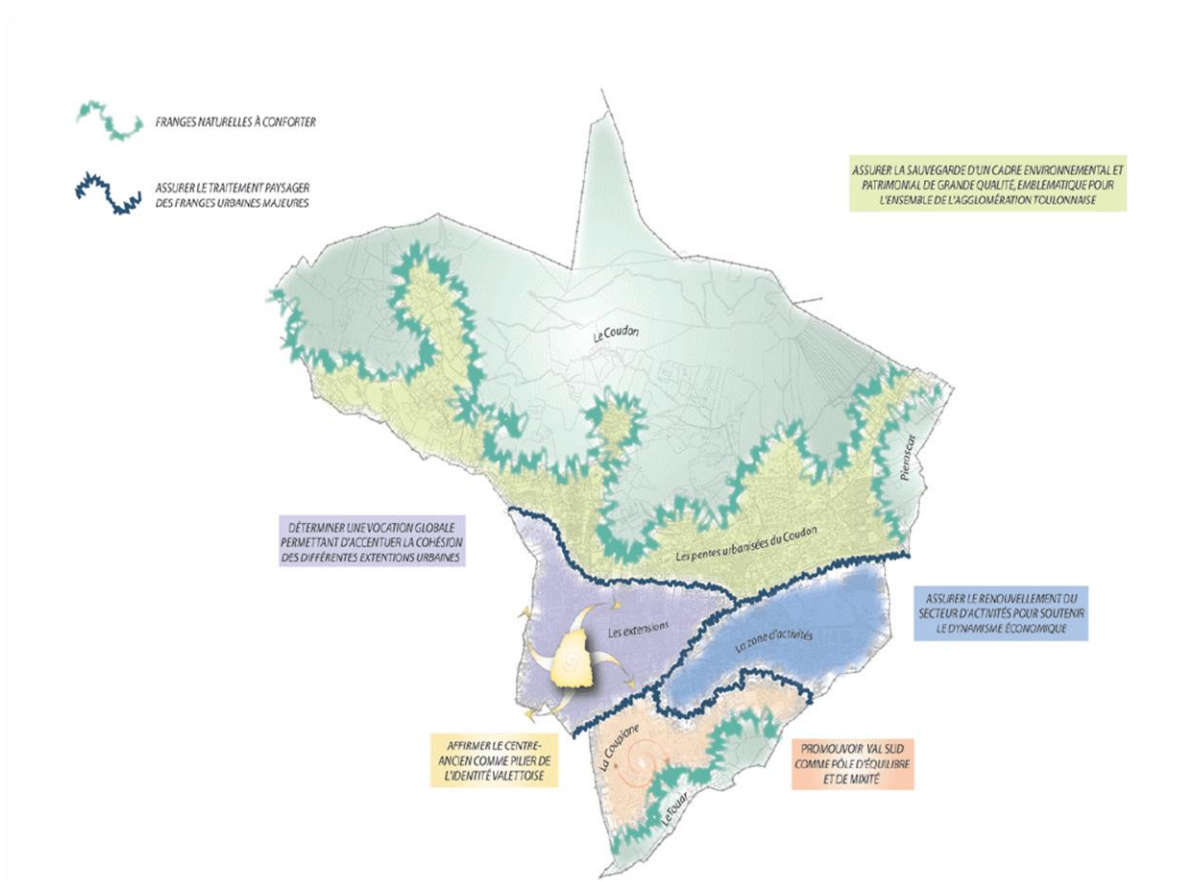 FRANGES NATURELLES À CONFORTER
ASSURER LE TRAITEMENT PAYSAGER
DES FRANGES URBAINES MAJEURES
ASSURER LA SAUVEGARDE D'UN CADRE ENVIRONNEMENTAL ET
PATRIMONIAL DE GRANDE QUALITÉ, EMBLÉMATIQUE POUR
L'ENSEMBLE DE L'AGGLOMÉRATION TOULONNAISE
Le Coudon
Pierascas
Les pentes urbanisées du Coudon
DÉTERMINER UNE VOCATION GLOBALE
PERMETTANT D'ACCENTUER LA COHÉSION
DES DIFFÉRENTES EXTENTIONS URBAINES
Les extensions
La zone d'activités
ASSURER LE RENOUVELLEMENT DU
SECTEUR D'ACTIVITÉS POUR SOUTENIR
LE DYNAMISME ÉCONOMIQUE
AFFIRMER LE CENTRE-
ANCIEN COMME PILIER DE
L'IDENTITÉ VALETTOISE
La Coupiane
Le Touar
PROMOUVOIR VAL SUD
COMME PÔLE D'ÉQUILIBRE
ET DE MIXITÉ